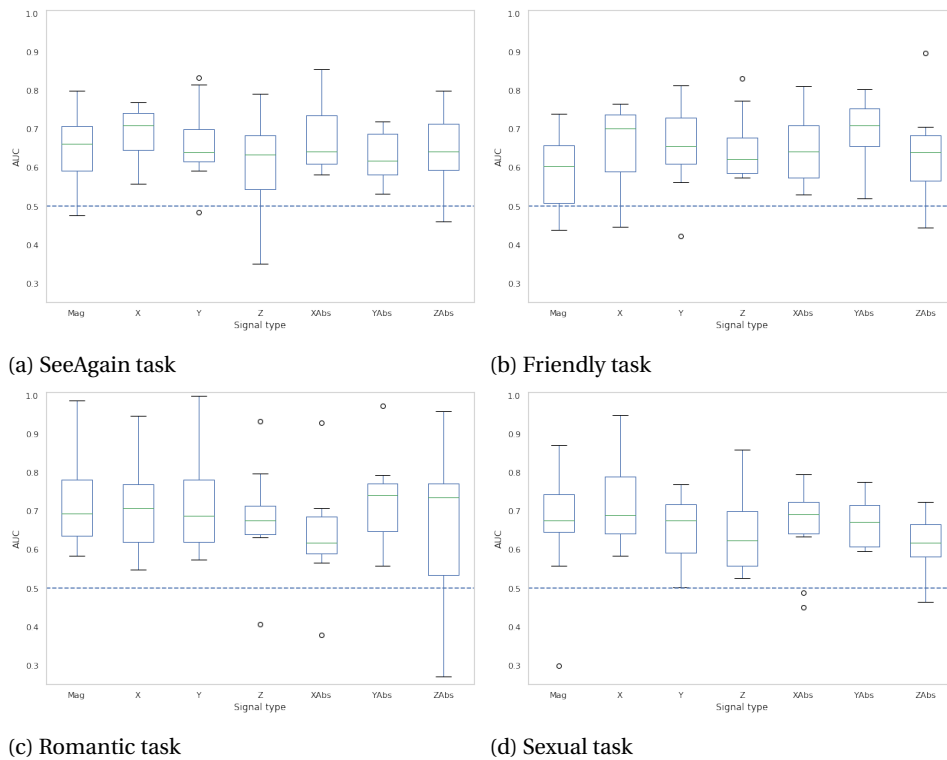 1.0
0.9
0.8
0.7
0.6
0.5
0.4
0.3
AUC
Mag X Y Z XAbs YAbs ZAbs
Signal type
(a) SeeAgain task
1.0
0.9
0.8
0.7
0.6
0.5
0.4
0.3
AUC
Mag X Y Z XAbs YAbs ZAbs
Signal type
(b) Friendly task
1.0
0.9
0.8
0.7
0.6
0.5
0.4
0.3
AUC
Mag X Y Z XAbs YAbs ZAbs
Signal type
(c) Romantic task
1.0
0.9
0.8
0.7
0.6
0.5
0.4
0.3
AUC
Mag X Y Z XAbs YAbs ZAbs
Signal type
(d) Sexual task